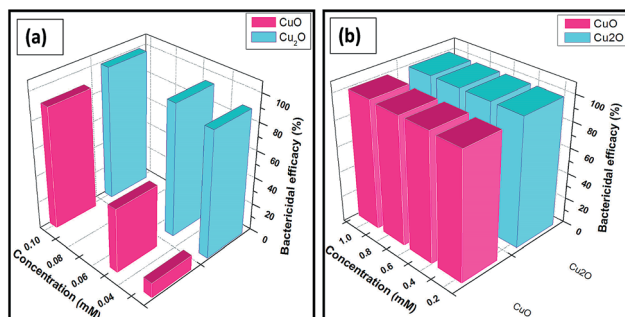 (a)
CuO
Cu₂O
100
80
60
40
20
0
Bactericidal efficacy (%)
0.10
0.08
0.06
0.04
Concentration (mM)
(b)
CuO
Cu2O
100
80
60
40
20
0
Bactericidal efficacy (%)
1.0
0.8
0.6
0.4
0.2
Concentration (mM)
Cu2O
CuO